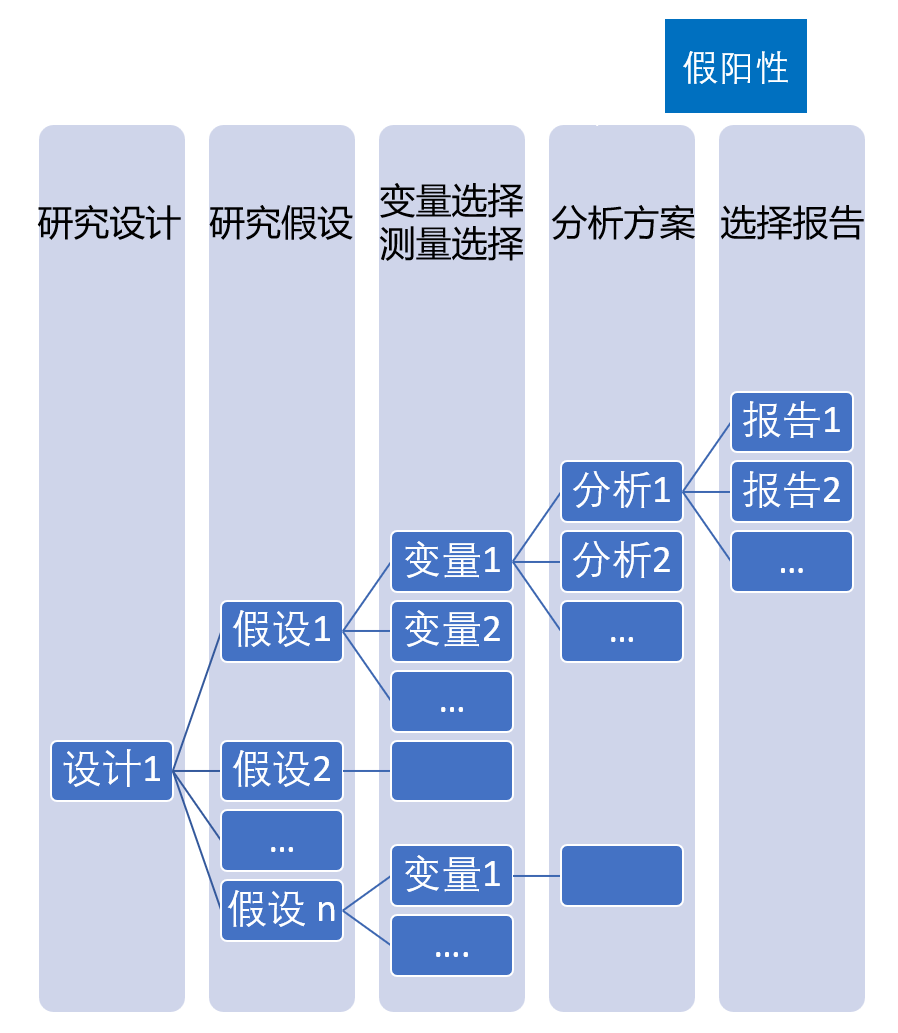 假阳性
研究设计
研究假设
变量选择
测量选择
分析方案
选择报告
设计1
假设1
假设2
...
假设 n
变量1
变量2
...
变量1
....
分析1
分析2
...
报告1
报告2
...